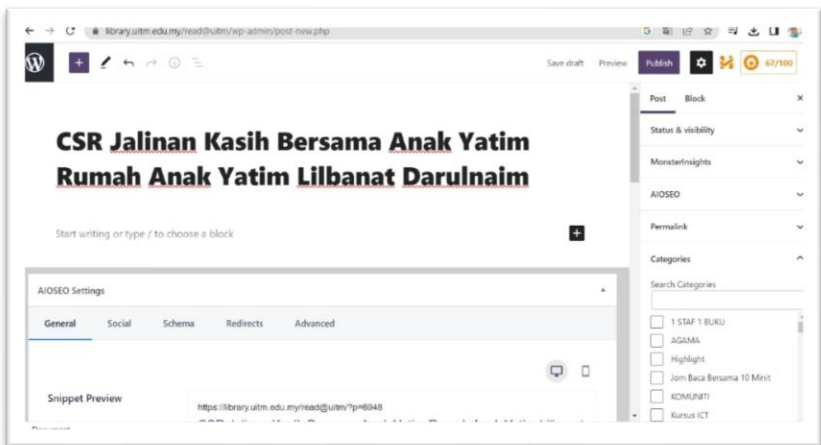 library.uitm.edu.my/read@uitm/wp-admin/post-new.php
Save draft Preview Publish 67/100
Post Block
CSR Jalinan Kasih Bersama Anak Yatim
Rumah Anak Yatim Lilbanat Darulnaim
Start writing or type / to choose a block
Status & visibility
MonsterInsights
AIOSEO
Permalink
Categories
Search Categories
1 STAF 1 BUKU
AGAMA
Highlight
Jom Baca Bersama 10 Minit
KOMUNITI
Kursus ICT
AIOSEO Settings
General Social Schema Redirects Advanced
Snippet Preview
https://library.uitm.edu.my/read@uitm/?p=6948